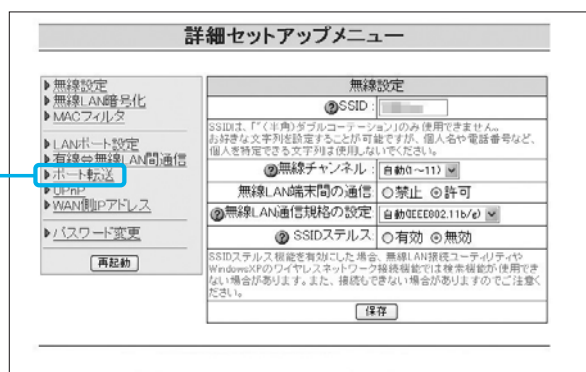 詳細セットアップメニュー
無線設定
無線LAN暗号化
MACフィルタ
LANポート設定
有線⇔無線LAN間通信
ポート転送
UPnP
WAN側IPアドレス
パスワード変更
再起動
無線設定
SSID:
SSIDは、「"(半角)ダブルコーテーション」のみ使用できません。
お好きな文字列を設定することが可能ですが、個人名や電話番号など、
個人を特定できる文字列は使用しないでください。
無線チャンネル: 自動(1~11)
無線LAN端末間の通信 ○禁止 ◎許可
無線LAN通信規格の設定 自動(IEEE802.11b/g)
SSIDステルス ○有効 ◎無効
SSIDステルス機能を有効にした場合、無線LAN接続ユーティリティや
WindowsXPのワイヤレスネットワーク接続機能では検索機能が使用でき
ない場合があります。また、接続もできない場合がありますのでご注意く
ださい。
保存